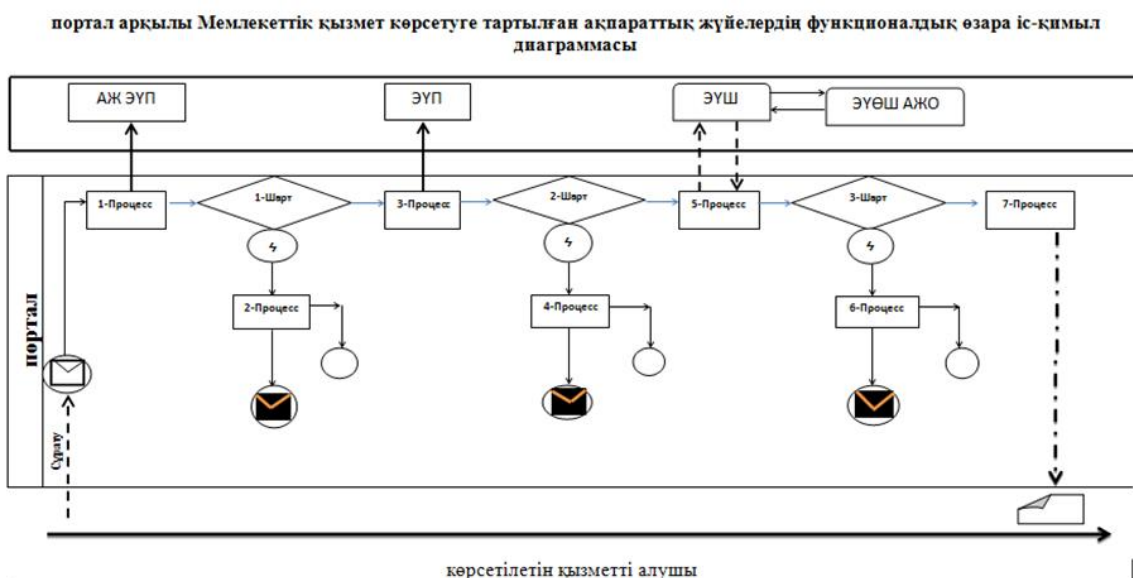 портал арқылы Мемлекеттік қызмет көрсетуге тартылған ақпараттық жүйелердің функционалдық өзара іс-қимыл
диаграммасы
АЖ ЭҮП
ЭҮП
ЭҮШ
ЭҮӨШ АЖО
1-Процесс
1-Шарт
3-Процесс
2-Шарт
5-Процесс
3-Шарт
7-Процесс
2-Процесс
4-Процесс
6-Процесс
портал
Сұрату
көрсетілетін қызметті алушы